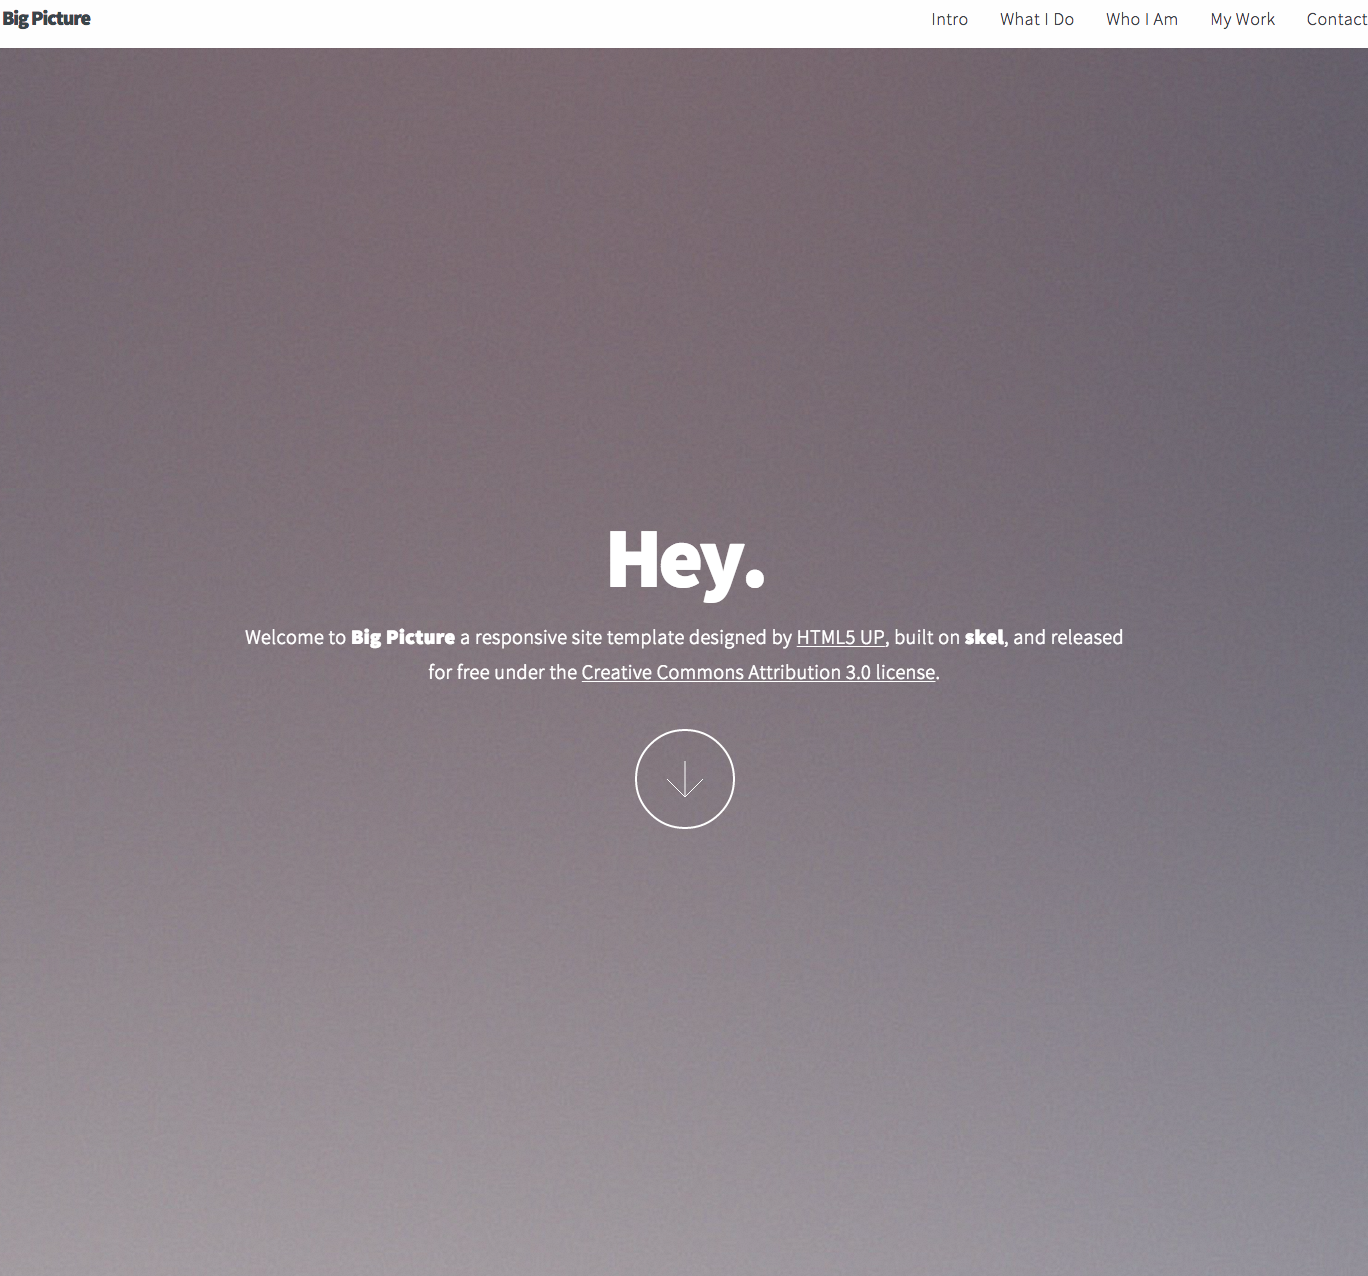 Big Picture
Intro What I Do Who I Am My Work Contact
Hey.
Welcome to Big Picture a responsive site template designed by HTML5 UP, built on skel, and released
for free under the Creative Commons Attribution 3.0 license.